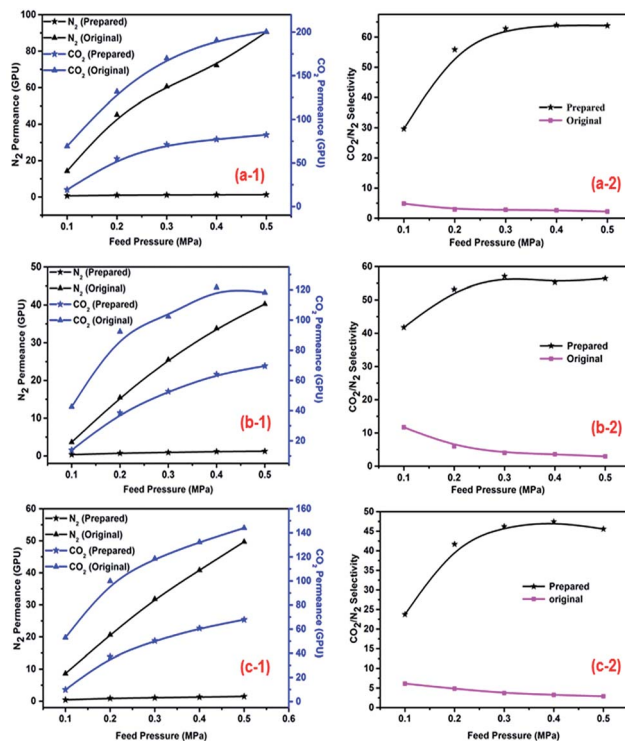 100
80
60
40
20
0
N2 Permeance (GPU)
N2 (Prepared)
N2 (Original)
CO2 (Prepared)
CO2 (Original)
200
175
150
125
100
75
50
25
0
CO2 Permeance (GPU)
(a-1)
0.1 0.2 0.3 0.4 0.5
Feed Pressure (MPa)
70
60
50
40
30
20
10
0
CO2/N2 Selectivity
Prepared
Original
(a-2)
0.1 0.2 0.3 0.4 0.5
Feed Pressure (MPa)
50
40
30
20
10
0
N2 Permeance (GPU)
N2 (Prepared)
N2 (Original)
CO2 (Prepared)
CO2 (Original)
120
100
80
60
40
20
CO2 Permeance (GPU)
(b-1)
0.1 0.2 0.3 0.4 0.5
Feed Pressure (MPa)
60
50
40
30
20
10
0
CO2/N2 Selectivity
Prepared
Original
(b-2)
0.1 0.2 0.3 0.4 0.5
Feed Pressure (MPa)
60
50
40
30
20
10
0
N2 Permeance (GPU)
N2 (Prepared)
N2 (Original)
CO2 (Prepared)
CO2 (Original)
160
140
120
100
80
60
40
20
0
CO2 Permeance (GPU)
(c-1)
0.1 0.2 0.3 0.4 0.5 0.6
Feed Pressure (MPa)
50
45
40
35
30
25
20
15
10
5
0
CO2/N2 Selectivity
Prepared
original
(c-2)
0.1 0.2 0.3 0.4 0.5
Feed Pressure (MPa)